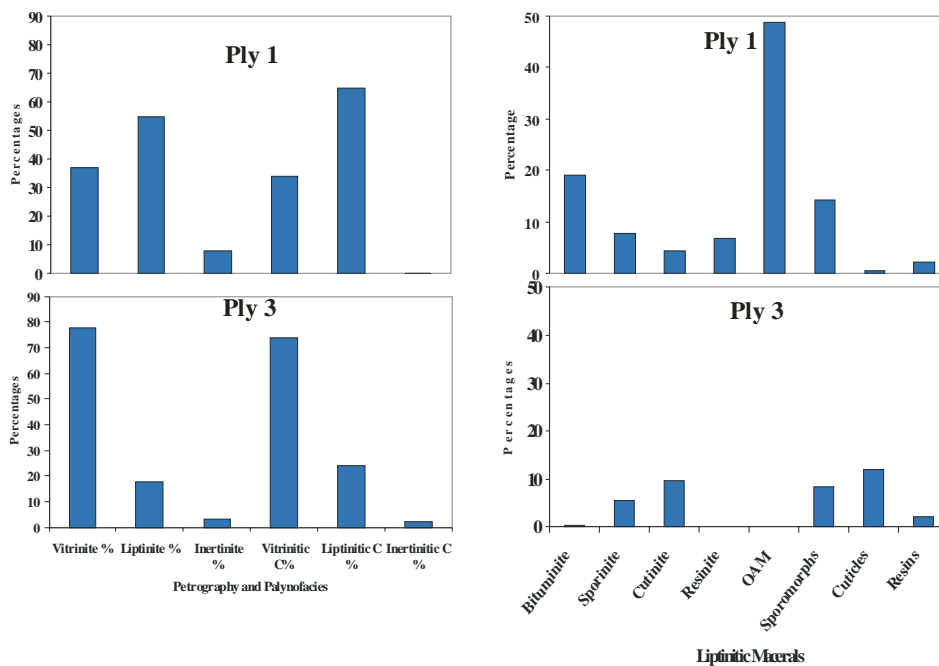 Ply 1
Percentages
90
80
70
60
50
40
30
20
10
0
Ply 3
Percentages
90
80
70
60
50
40
30
20
10
0
Vitrinite % Liptinite % Inertinite % Vitrinitic C% Liptinitic C % Inertinitic C %
Petrography and Palynofacies
Ply 1
Percentage
50
40
30
20
10
0
Ply 3
Percentages
50
40
30
20
10
0
Bituminite
Sporinite
Cutinite
Resinite
OAM
Sporomorphs
Cuticles
Resins
Liptinitic Macerals